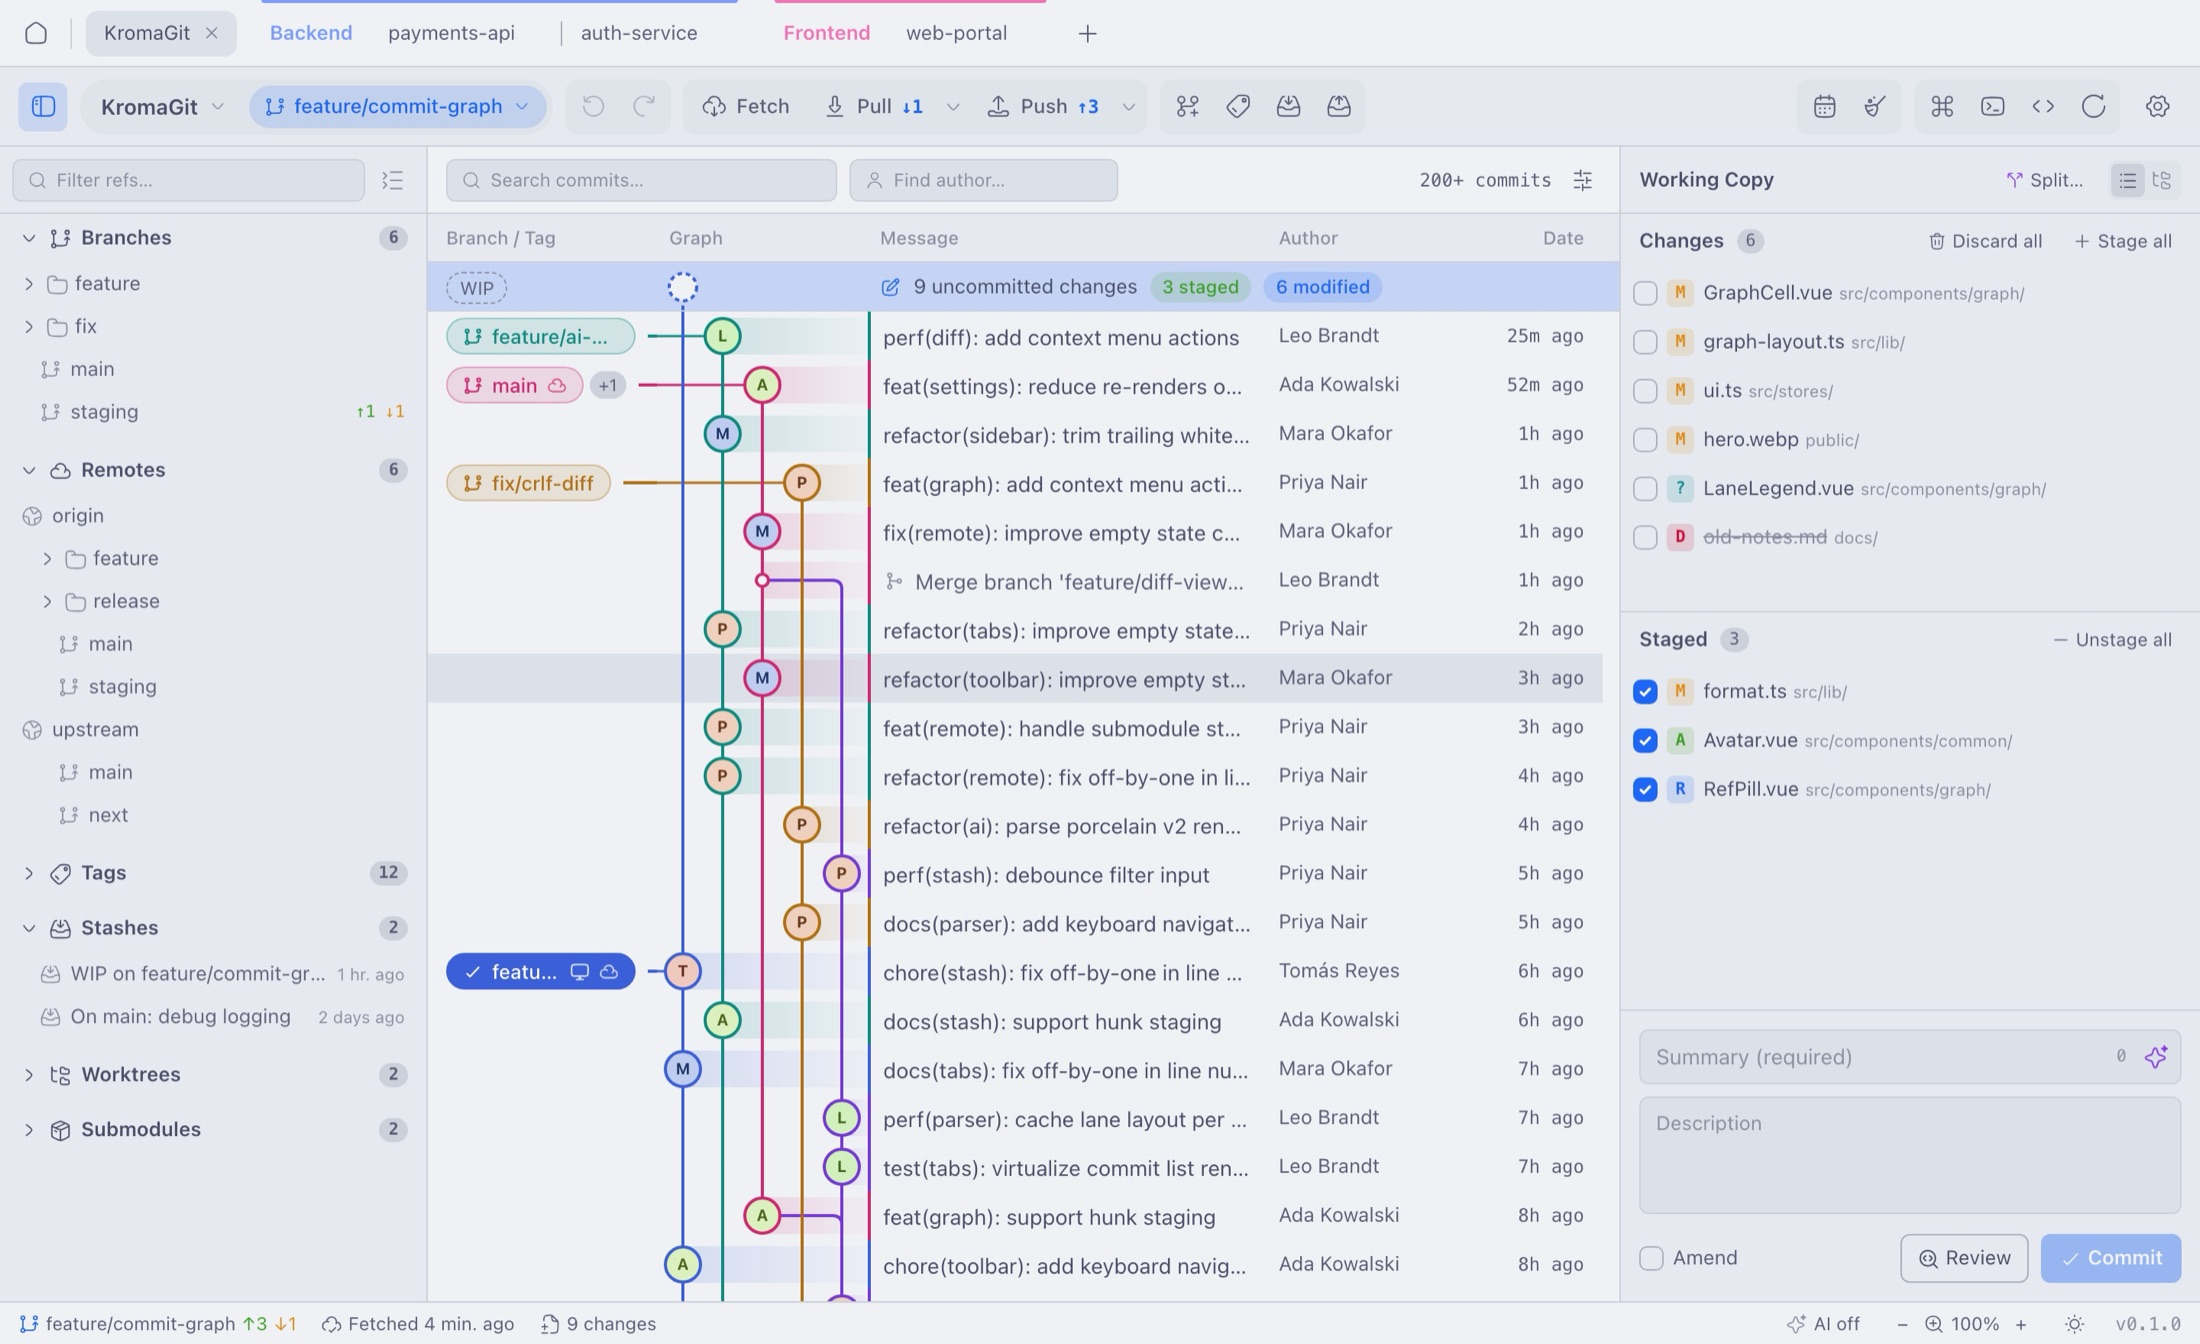 KromaGit
Backend payments-api auth-service
Frontend web-portal
KromaGit feature/commit-graph Fetch Pull ↓1 Push ↑3
Filter refs...
Branches 6
feature
fix
main
staging ↑1 ↓1
Remotes 6
origin
feature
release
main
staging
upstream
main
next
Tags 12
Stashes 2
WIP on feature/commit-gr... 1 hr. ago
On main: debug logging 2 days ago
Worktrees 2
Submodules 2
Search commits... Find author... 200+ commits
Branch / Tag Graph Message Author Date
WIP 9 uncommitted changes 3 staged 6 modified
feature/ai-... L perf(diff): add context menu actions Leo Brandt 25m ago
main +1 A feat(settings): reduce re-renders o... Ada Kowalski 52m ago
M refactor(sidebar): trim trailing white... Mara Okafor 1h ago
fix/crlf-diff P feat(graph): add context menu acti... Priya Nair 1h ago
M fix(remote): improve empty state c... Mara Okafor 1h ago
Merge branch 'feature/diff-view... Leo Brandt 1h ago
P refactor(tabs): improve empty state... Priya Nair 2h ago
M refactor(toolbar): improve empty st... Mara Okafor 3h ago
P feat(remote): handle submodule st... Priya Nair 3h ago
P refactor(remote): fix off-by-one in li... Priya Nair 4h ago
P refactor(ai): parse porcelain v2 ren... Priya Nair 4h ago
P perf(stash): debounce filter input Priya Nair 5h ago
P docs(parser): add keyboard navigat... Priya Nair 5h ago
featu... T chore(stash): fix off-by-one in line ... Tomás Reyes 6h ago
A docs(stash): support hunk staging Ada Kowalski 6h ago
M docs(tabs): fix off-by-one in line nu... Mara Okafor 7h ago
L perf(parser): cache lane layout per ... Leo Brandt 7h ago
L test(tabs): virtualize commit list ren... Leo Brandt 7h ago
A feat(graph): support hunk staging Ada Kowalski 8h ago
A chore(toolbar): add keyboard navig... Ada Kowalski 8h ago
Working Copy Split...
Changes 6 Discard all + Stage all
M GraphCell.vue src/components/graph/
M graph-layout.ts src/lib/
M ui.ts src/stores/
M hero.webp public/
? LaneLegend.vue src/components/graph/
D old-notes.md docs/
Staged 3 − Unstage all
M format.ts src/lib/
A Avatar.vue src/components/common/
R RefPill.vue src/components/graph/
Summary (required) 0
Description
Amend Review Commit
feature/commit-graph ↑3 ↓1 Fetched 4 min. ago 9 changes
AI off − 100% + v0.1.0